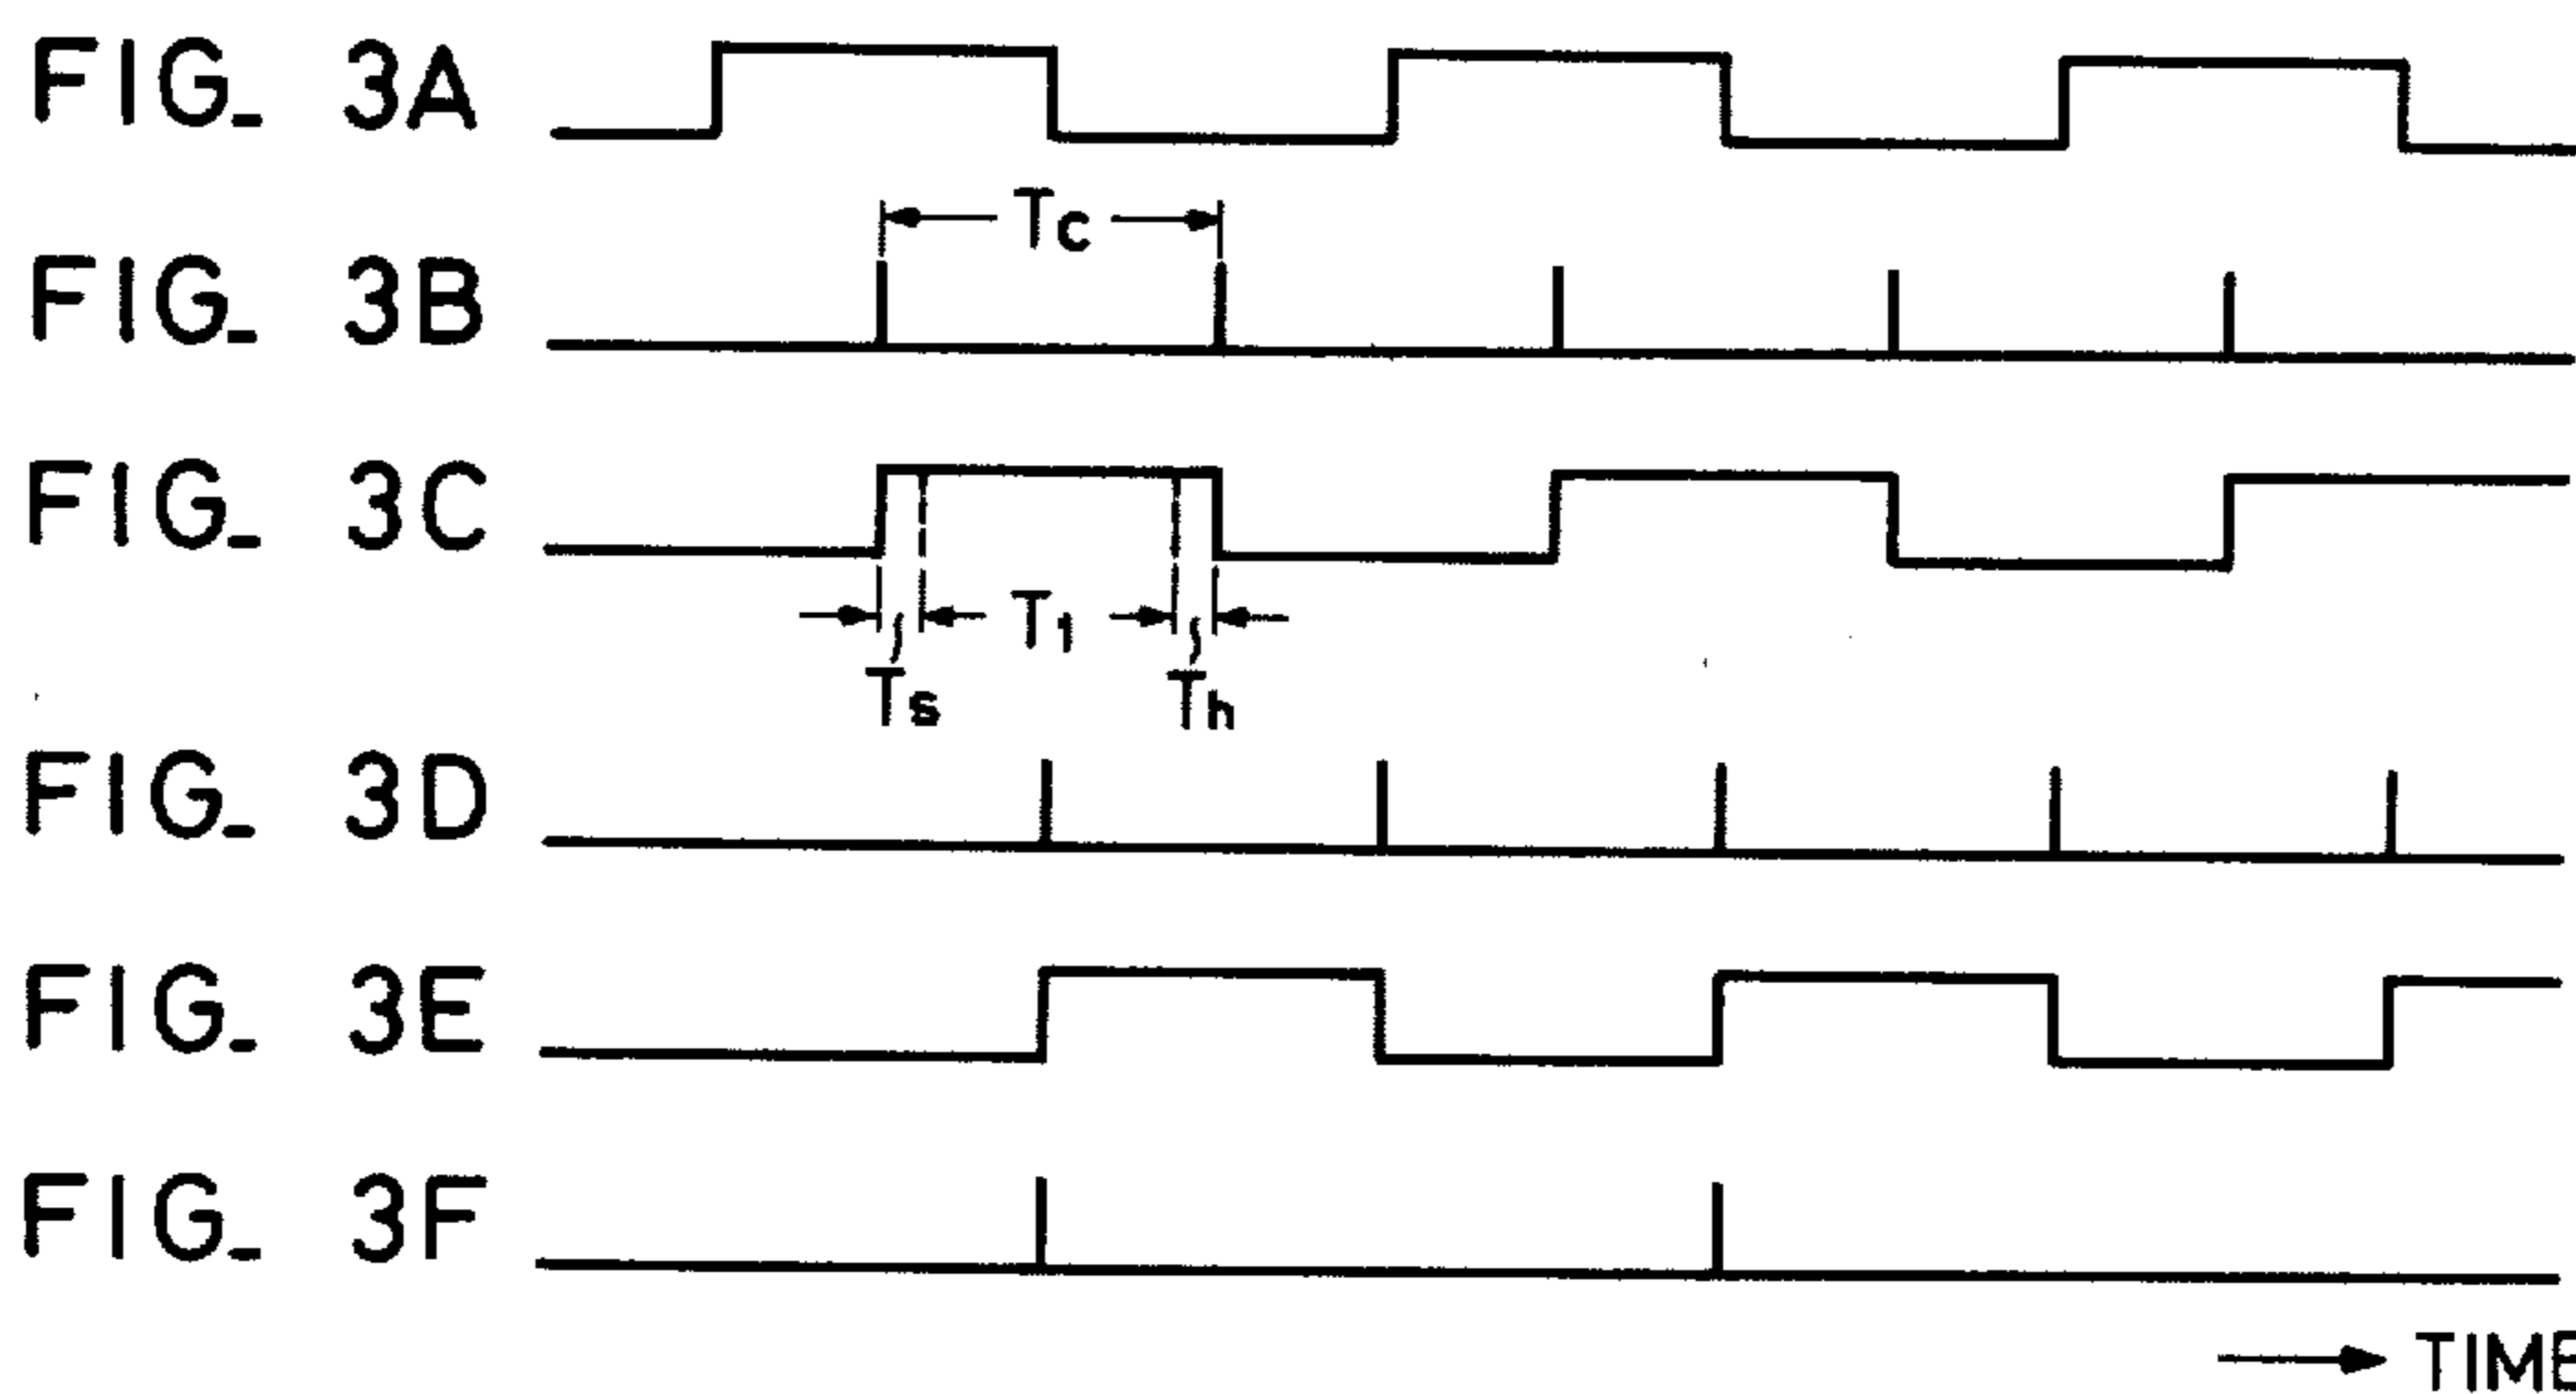 FIG_ 3A
Tc
FIG_ 3B
FIG_ 3C
T1
Ts
Th
FIG_ 3D
FIG_ 3E
FIG_ 3F
TIME